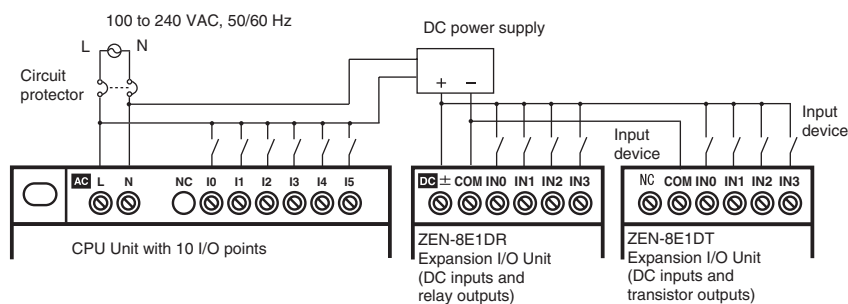 100 to 240 VAC, 50/60 Hz
L N
DC power supply
Circuit
protector
+ −
Input
device
Input
device
AC L N NC I0 I1 I2 I3 I4 I5
DC ± COM IN0 IN1 IN2 IN3
NC COM IN0 IN1 IN2 IN3
CPU Unit with 10 I/O points
ZEN-8E1DR
Expansion I/O Unit
(DC inputs and
relay outputs)
ZEN-8E1DT
Expansion I/O Unit
(DC inputs and
transistor outputs)